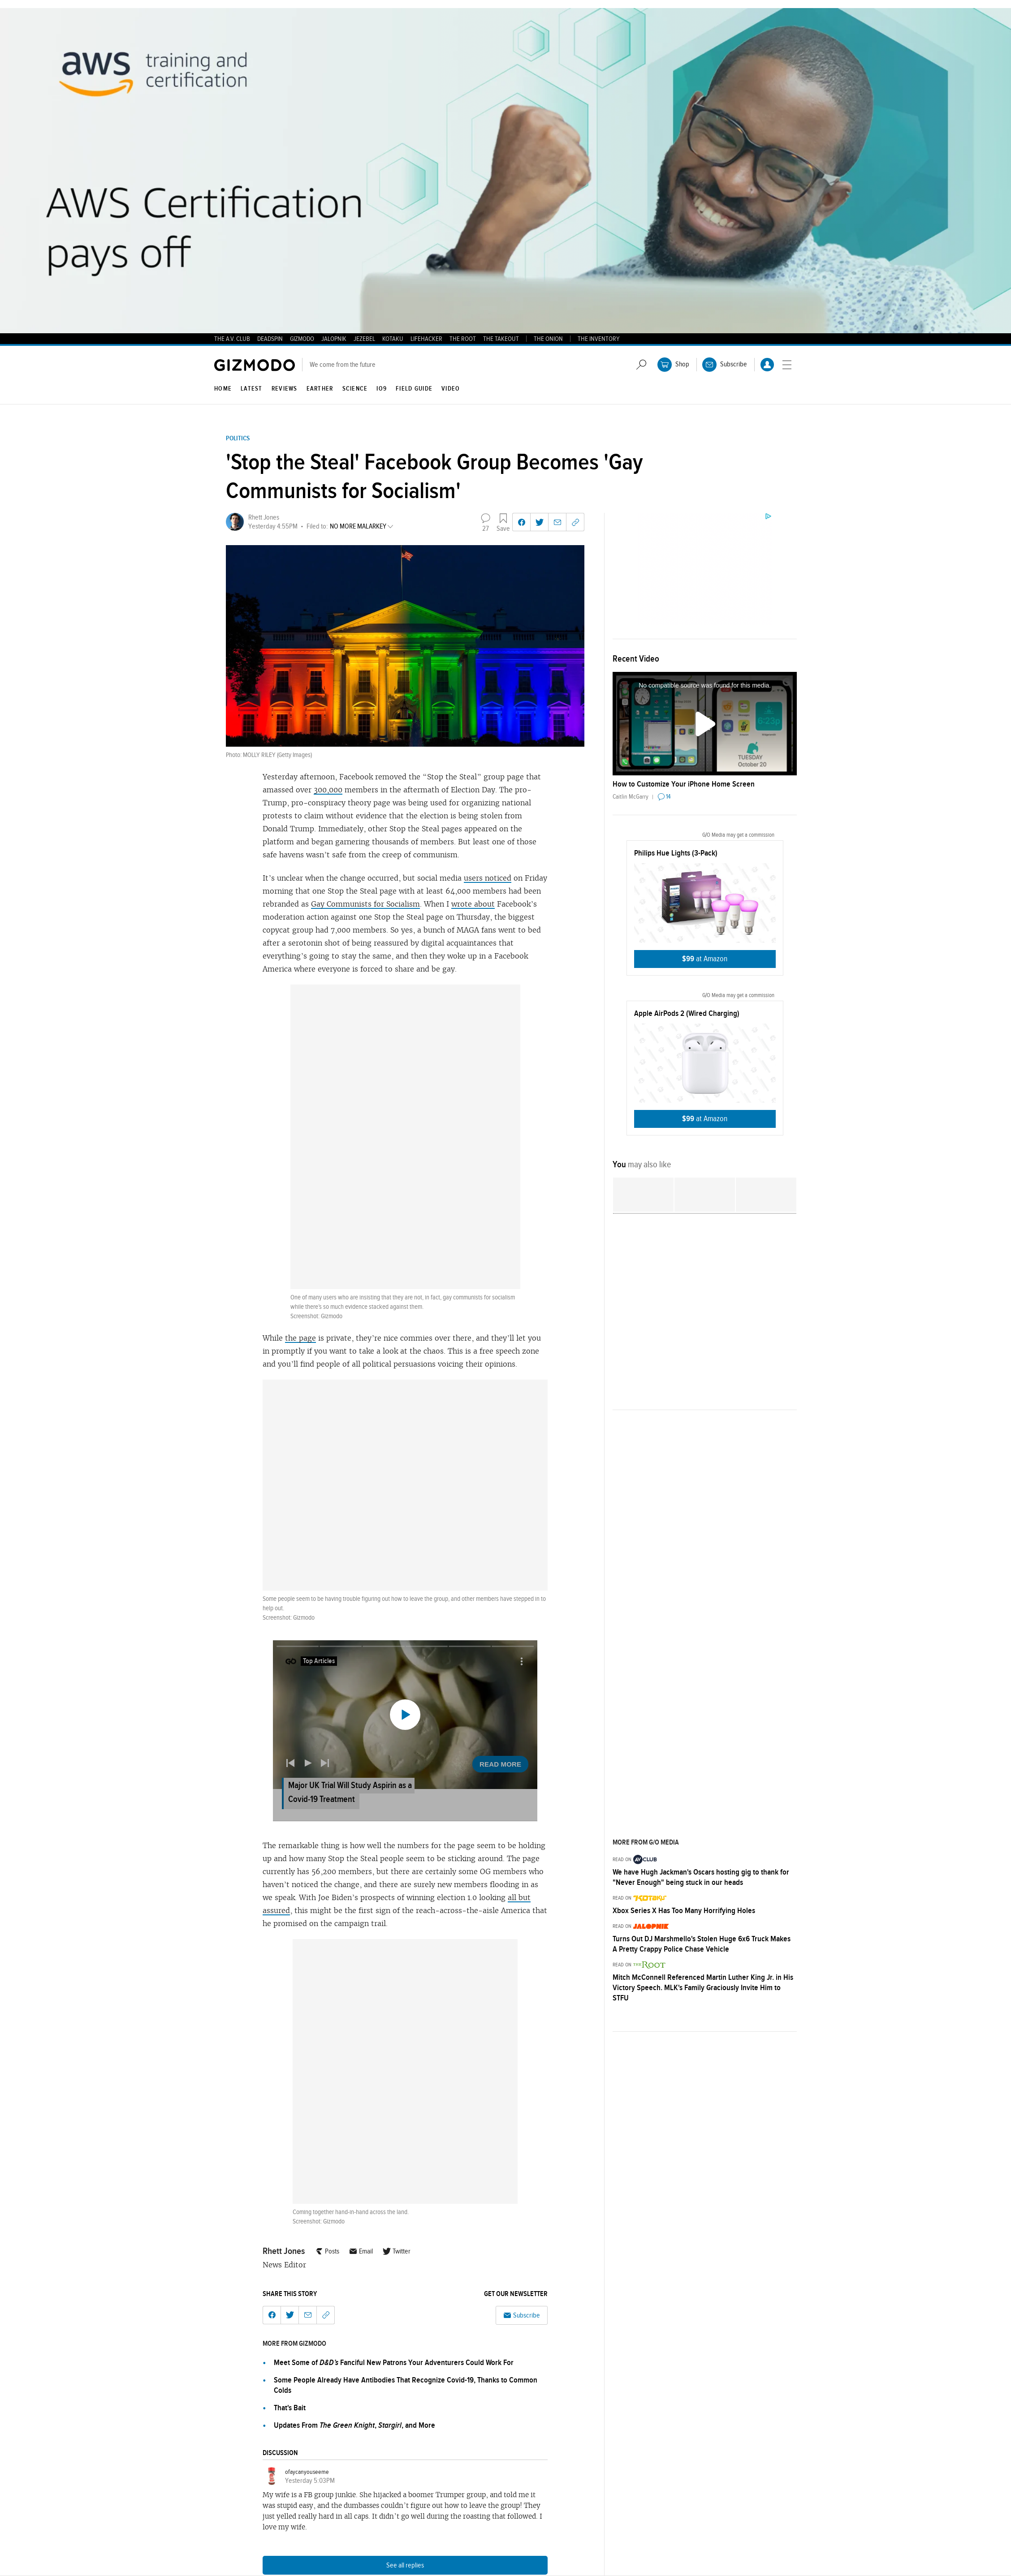 aws training and
certification
AWS Certification
pays off
THE A.V. CLUB DEADSPIN GIZMODO JALOPNIK JEZEBEL KOTAKU LIFEHACKER THE ROOT THE TAKEOUT | THE ONION | THE INVENTORY
GIZMODO We come from the future Shop Subscribe
HOME LATEST REVIEWS EARTHER SCIENCE IO9 FIELD GUIDE VIDEO
POLITICS
'Stop the Steal' Facebook Group Becomes 'Gay
Communists for Socialism'
Rhett Jones
Yesterday 4:55PM • Filed to: NO MORE MALARKEY
27 Save
Photo: MOLLY RILEY (Getty Images)
Yesterday afternoon, Facebook removed the “Stop the Steal” group page that
amassed over 300,000 members in the aftermath of Election Day. The pro-
Trump, pro-conspiracy theory page was being used for organizing national
protests to claim without evidence that the election is being stolen from
Donald Trump. Immediately, other Stop the Steal pages appeared on the
platform and began garnering thousands of members. But least one of those
safe havens wasn’t safe from the creep of communism.
It’s unclear when the change occurred, but social media users noticed on Friday
morning that one Stop the Steal page with at least 64,000 members had been
rebranded as Gay Communists for Socialism. When I wrote about Facebook’s
moderation action against one Stop the Steal page on Thursday, the biggest
copycat group had 7,000 members. So yes, a bunch of MAGA fans went to bed
after a serotonin shot of being reassured by digital acquaintances that
everything’s going to stay the same, and then they woke up in a Facebook
America where everyone is forced to share and be gay.
One of many users who are insisting that they are not, in fact, gay communists for socialism
while there’s so much evidence stacked against them.
Screenshot: Gizmodo
While the page is private, they’re nice commies over there, and they’ll let you
in promptly if you want to take a look at the chaos. This is a free speech zone
and you’ll find people of all political persuasions voicing their opinions.
Some people seem to be having trouble figuring out how to leave the group, and other members have stepped in to
help out.
Screenshot: Gizmodo
GO Top Articles
READ MORE
Major UK Trial Will Study Aspirin as a
Covid-19 Treatment
The remarkable thing is how well the numbers for the page seem to be holding
up and how many Stop the Steal people seem to be sticking around. The page
currently has 56,200 members, but there are certainly some OG members who
haven’t noticed the change, and there are surely new members flooding in as
we speak. With Joe Biden’s prospects of winning election 1.0 looking all but
assured, this might be the first sign of the reach-across-the-aisle America that
he promised on the campaign trail.
Coming together hand-in-hand across the land.
Screenshot: Gizmodo
Rhett Jones Posts Email Twitter
News Editor
SHARE THIS STORY GET OUR NEWSLETTER
Subscribe
MORE FROM GIZMODO
• Meet Some of D&D’s Fanciful New Patrons Your Adventurers Could Work For
• Some People Already Have Antibodies That Recognize Covid-19, Thanks to Common
Colds
• That's Bait
• Updates From The Green Knight, Stargirl, and More
DISCUSSION
ofaycanyouseeme
Yesterday 5:03PM
My wife is a FB group junkie. She hijacked a boomer Trumper group, and told me it
was stupid easy, and the dumbasses couldn’t figure out how to leave the group! They
just yelled really hard in all caps. It didn’t go well during the roasting that followed. I
love my wife.
See all replies
Recent Video
No compatible source was found for this media.
6:23p
TUESDAY
October 20
How to Customize Your iPhone Home Screen
Caitlin McGarry | 14
G/O Media may get a commission
Philips Hue Lights (3-Pack)
$99 at Amazon
G/O Media may get a commission
Apple AirPods 2 (Wired Charging)
$99 at Amazon
You may also like
MORE FROM G/O MEDIA
READ ON AV CLUB
We have Hugh Jackman's Oscars hosting gig to thank for
"Never Enough" being stuck in our heads
READ ON KOTAKU
Xbox Series X Has Too Many Horrifying Holes
READ ON JALOPNIK
Turns Out DJ Marshmello's Stolen Huge 6x6 Truck Makes
A Pretty Crappy Police Chase Vehicle
READ ON THE ROOT
Mitch McConnell Referenced Martin Luther King Jr. in His
Victory Speech. MLK's Family Graciously Invite Him to
STFU